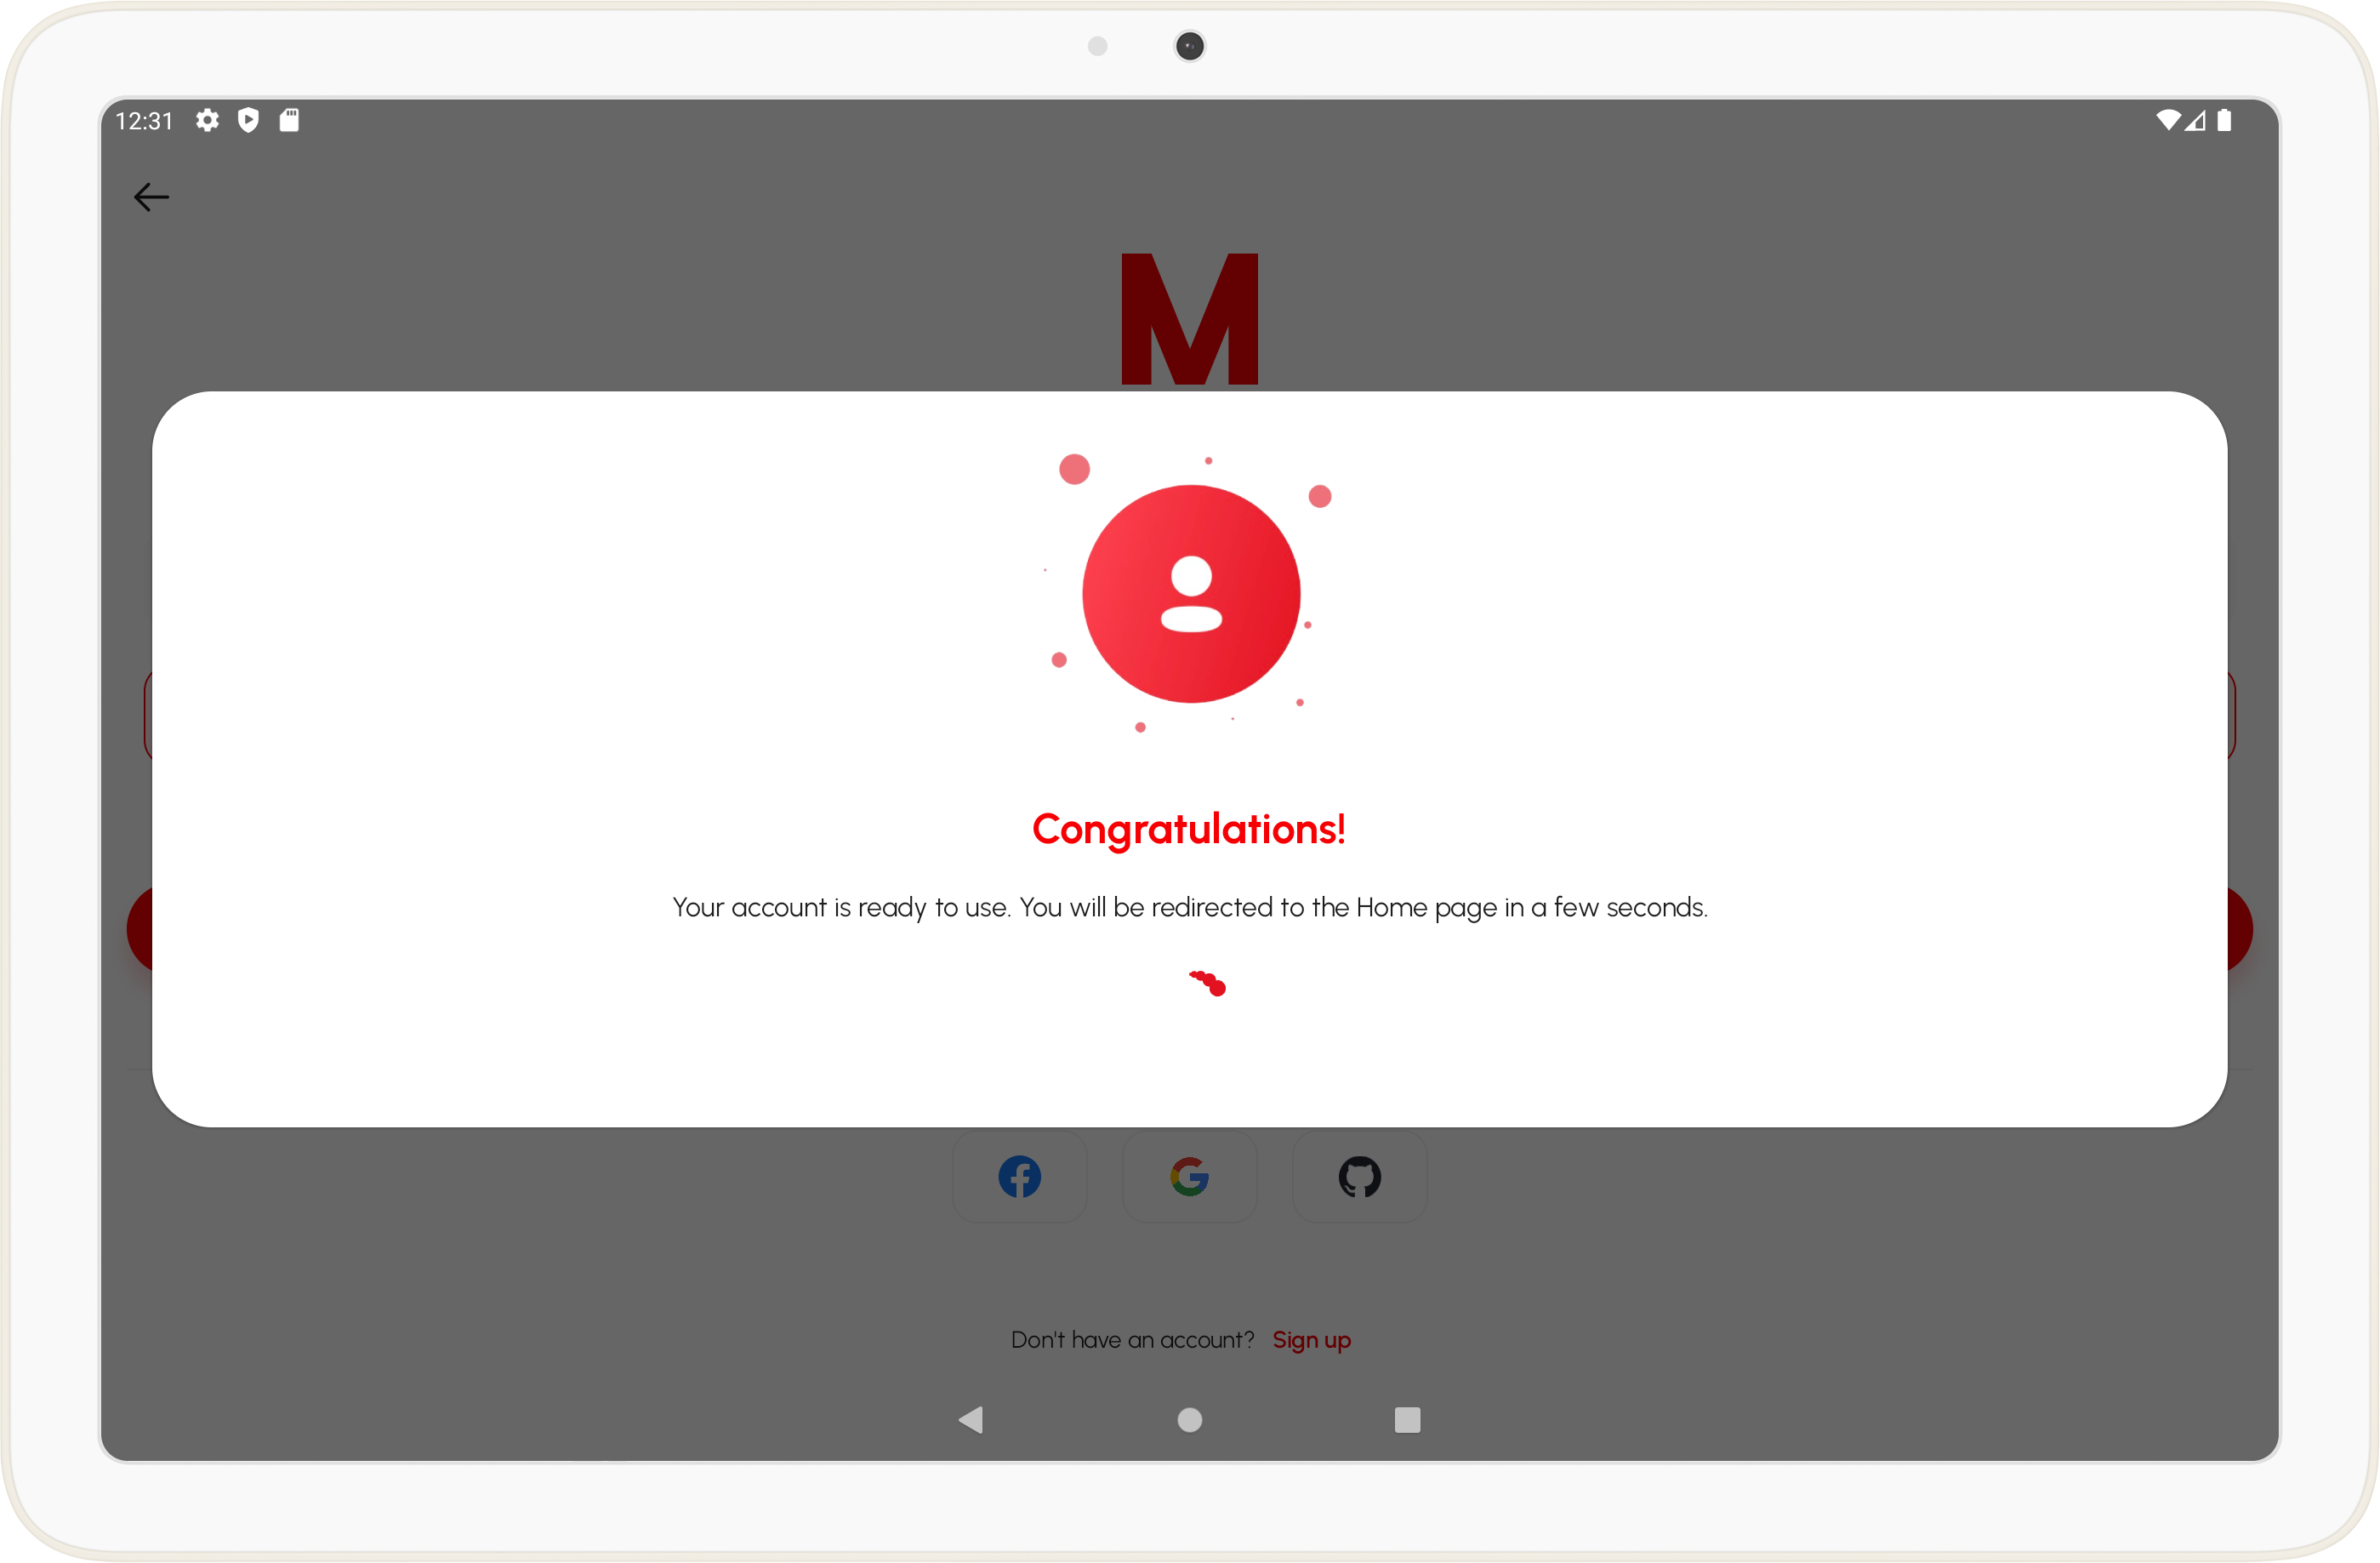 12:31
M
Congratulations!
Your account is ready to use. You will be redirected to the Home page in a few seconds.
Don't have an account? Sign up